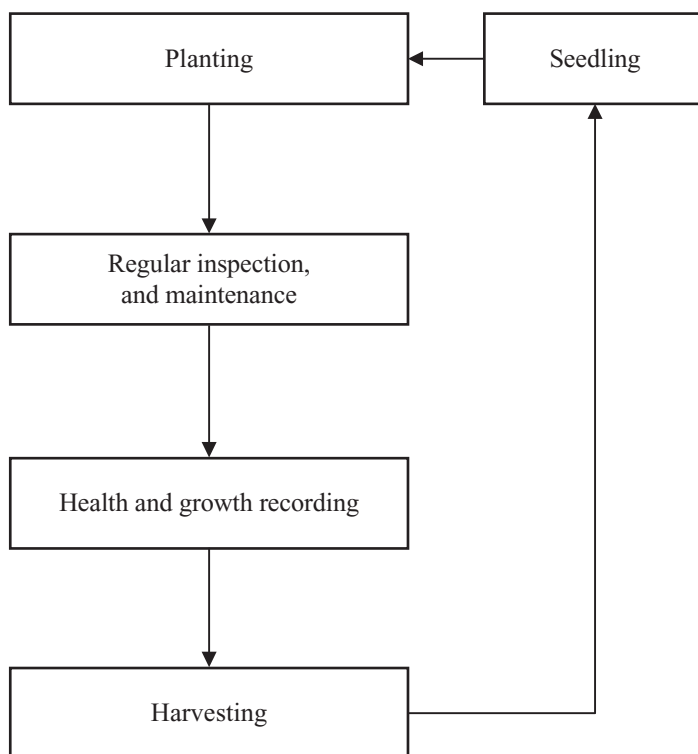 Planting
Seedling
Regular inspection,
and maintenance
Health and growth recording
Harvesting